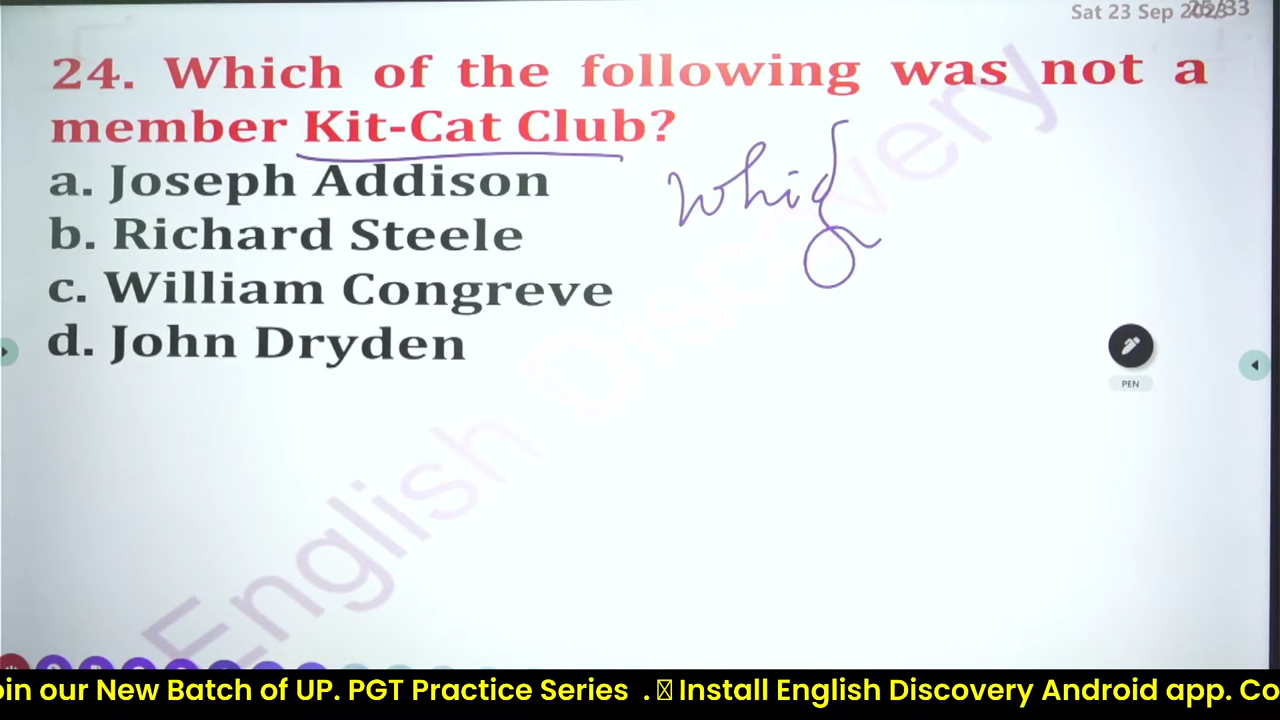 Sat 23 Sep 2023
25/33
24. Which of the following was not a
member Kit-Cat Club?
Whig
a. Joseph Addison
b. Richard Steele
c. William Congreve
d. John Dryden
PEN
English Discovery
oin our New Batch of UP. PGT Practice Series . Install English Discovery Android app. Co